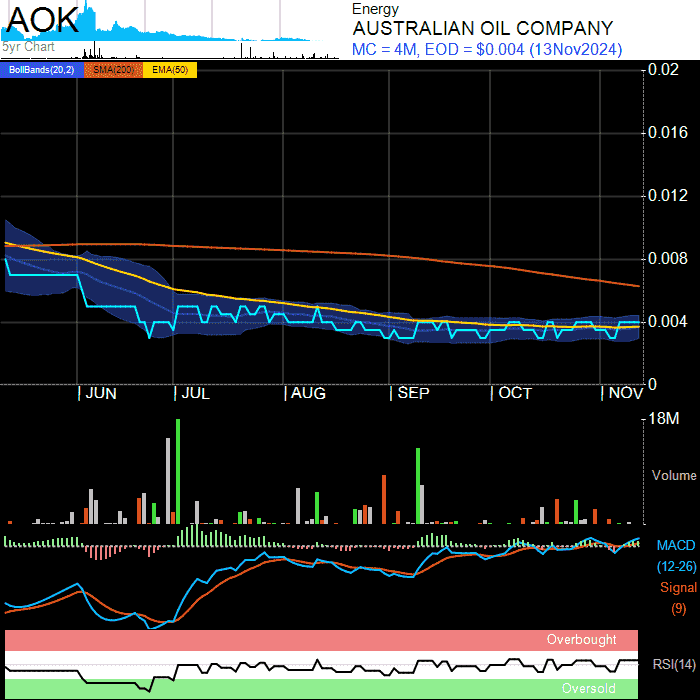 AOK
5yr Chart
Energy
AUSTRALIAN OIL COMPANY
MC = 4M, EOD = $0.004 (13Nov2024)
BollBands(20,2) SMA(200) EMA(50)
0.02
0.016
0.012
0.008
0.004
0
JUN JUL AUG SEP OCT NOV
18M
Volume
MACD
(12-26)
Signal
(9)
Overbought
RSI(14)
Oversold